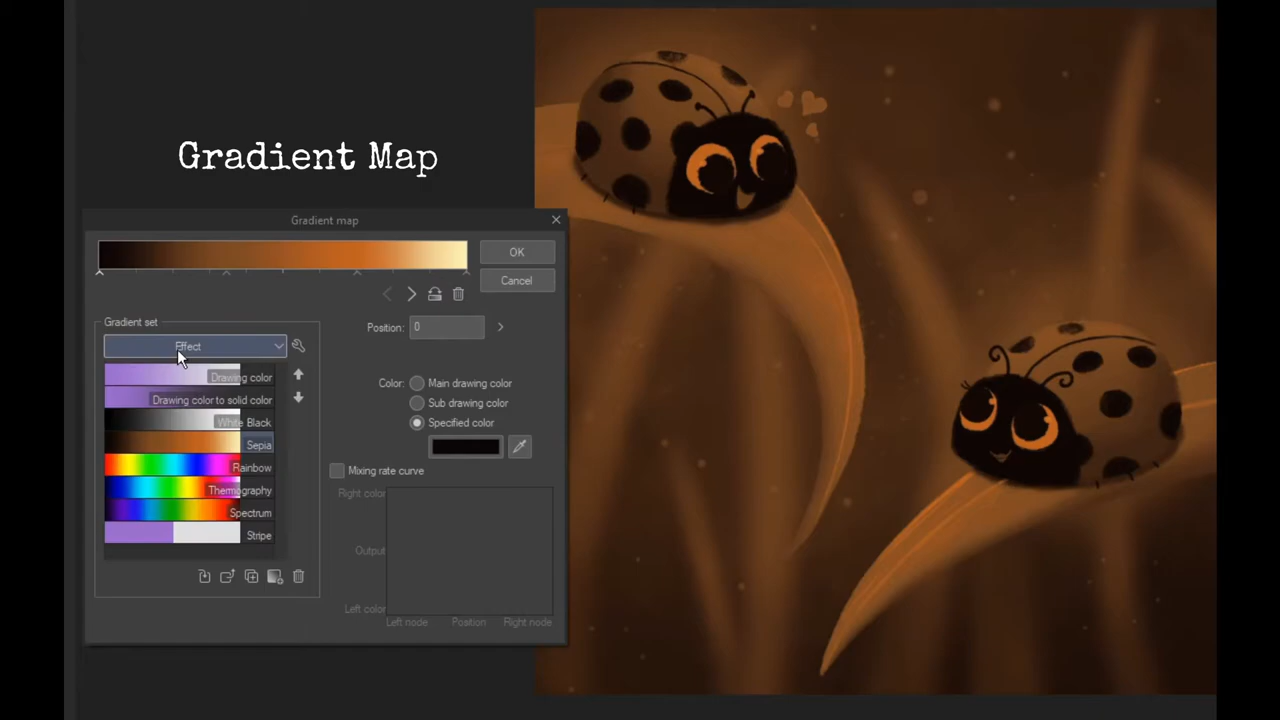 Gradient Map
Gradient map
OK
Cancel
Position: 0
Gradient set
Effect
Drawing color
Drawing color to solid color
White Black
Sepia
Rainbow
Thermography
Spectrum
Stripe
Color: Main drawing color
Sub drawing color
Specified color
Mixing rate curve
Right color
Output
Left color
Left node Position Right node